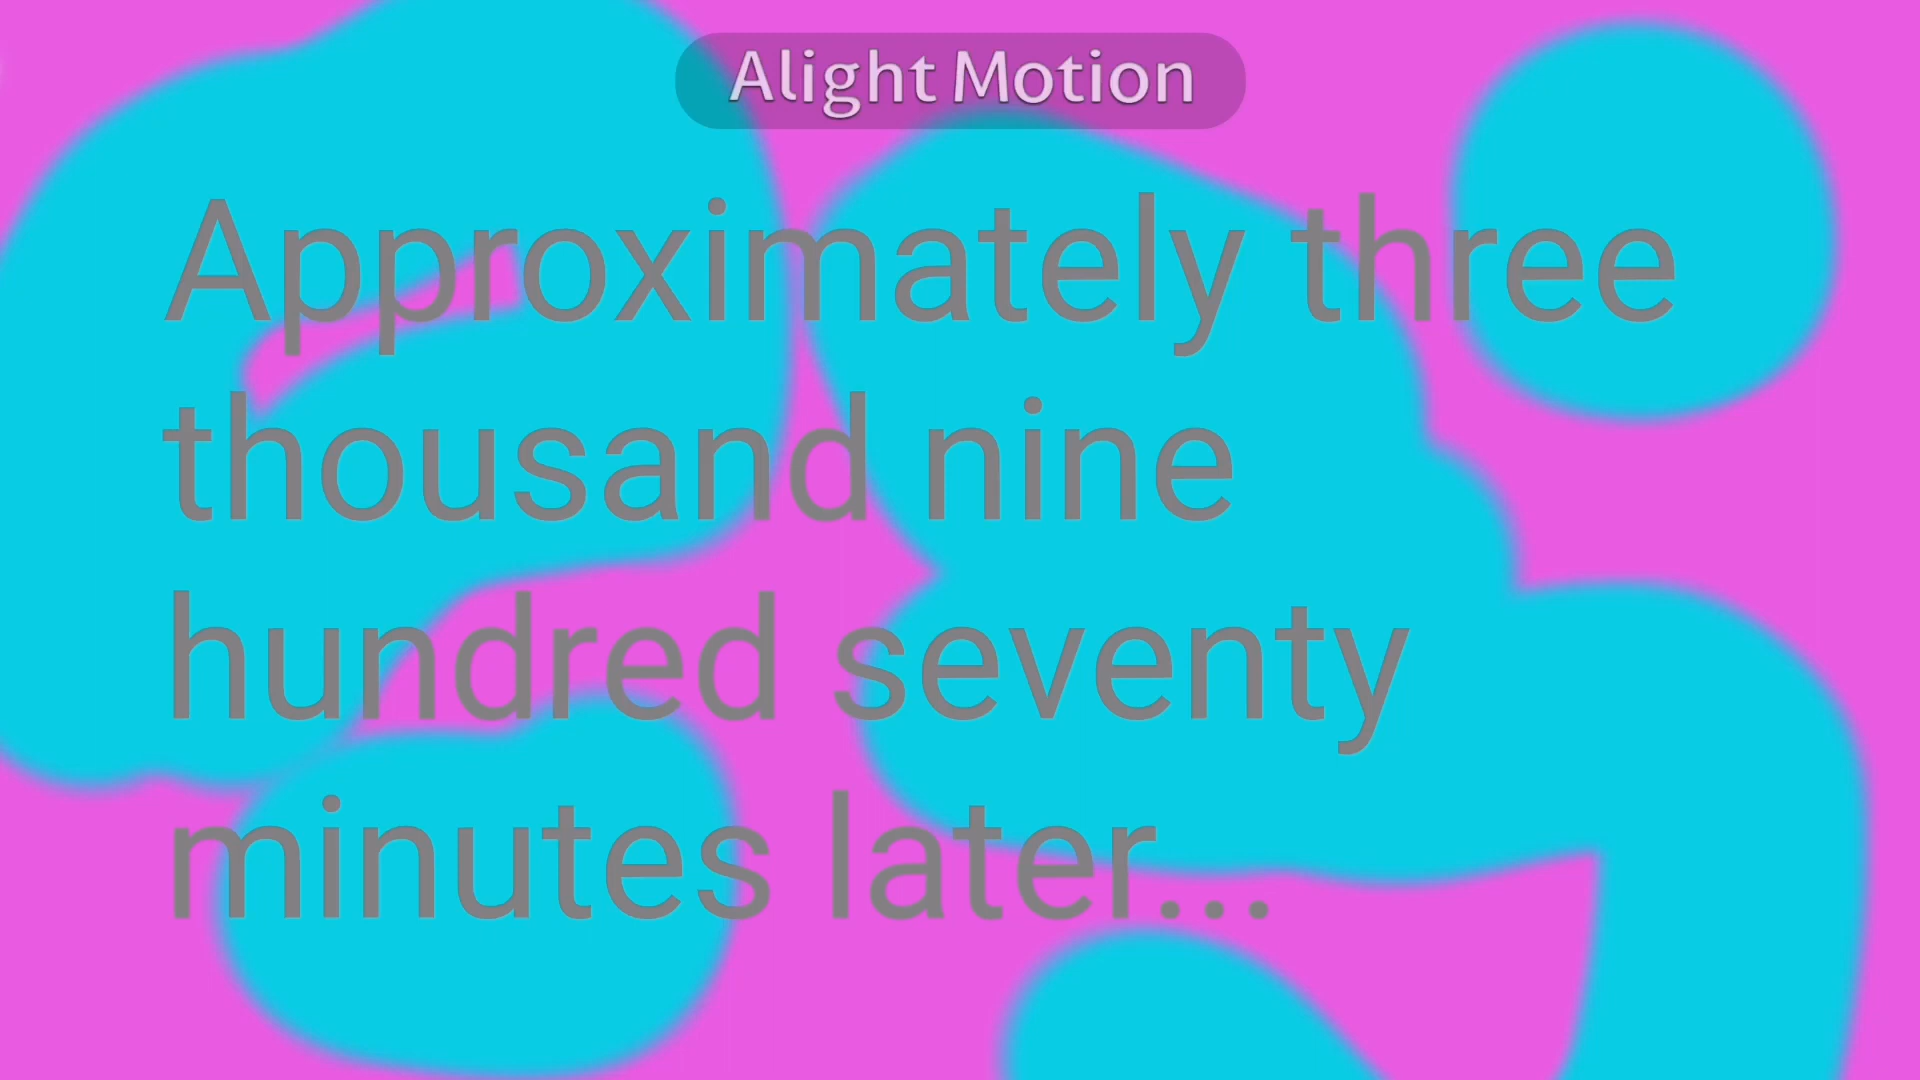 Alight Motion
Approximately three
thousand nine
hundred seventy
minutes later...